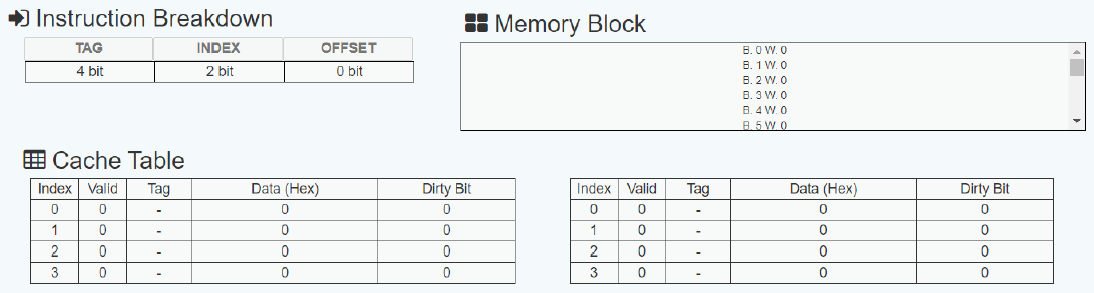 Instruction Breakdown
TAG INDEX OFFSET
4 bit 2 bit 0 bit
Memory Block
B. 0 W. 0
B. 1 W. 0
B. 2 W. 0
B. 3 W. 0
B. 4 W. 0
B. 5 W. 0
Cache Table
Index Valid Tag Data (Hex) Dirty Bit
0 0 - 0 0
1 0 - 0 0
2 0 - 0 0
3 0 - 0 0
Index Valid Tag Data (Hex) Dirty Bit
0 0 - 0 0
1 0 - 0 0
2 0 - 0 0
3 0 - 0 0